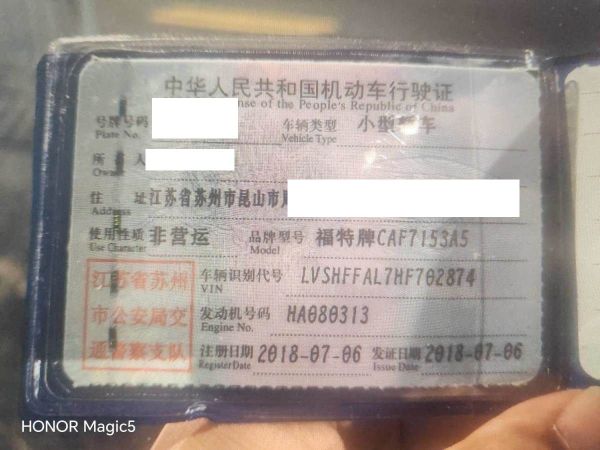 中华人民共和国机动车行驶证
nse of the People's Republic of China
号牌号码 车辆类型 小型轿车
Plate No. Vehicle Type
所 人
Owner
住 址 江苏省苏州市昆山市
Address
使用性质 非营运 品牌型号 福特牌CAF7153A5
Use Character Model
江苏省苏州 车辆识别代号 LVSHFFAL7HF702874
VIN
市公安局交 发动机号码 HA080313
Engine No.
通警察支队 注册日期 2018-07-06 发证日期 2018-07-06
Register Date Issue Date
HONOR Magic5